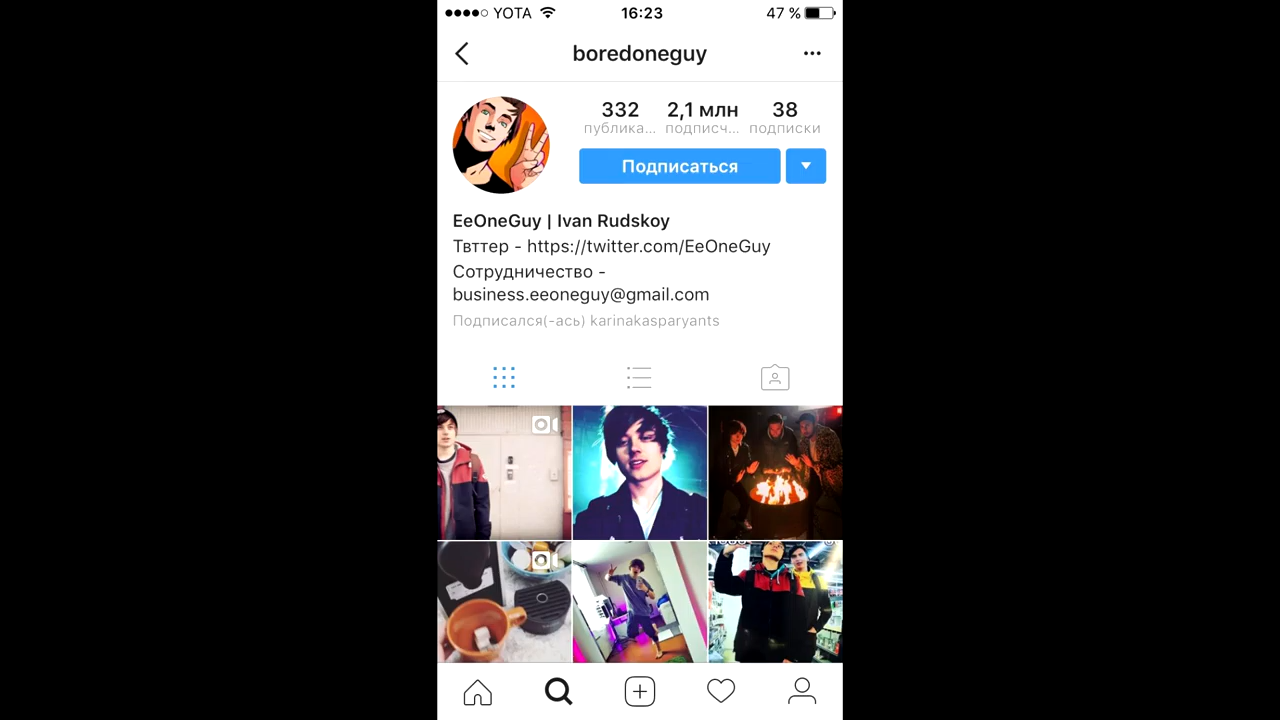 YOTA 16:23 47 %
boredoneguy
332 2,1 млн 38
публика... подписч... подписки
Подписаться
EeOneGuy | Ivan Rudskoy
Твттер - https://twitter.com/EeOneGuy
Сотрудничество -
business.eeoneguy@gmail.com
Подписался(-ась) karinakasparyants